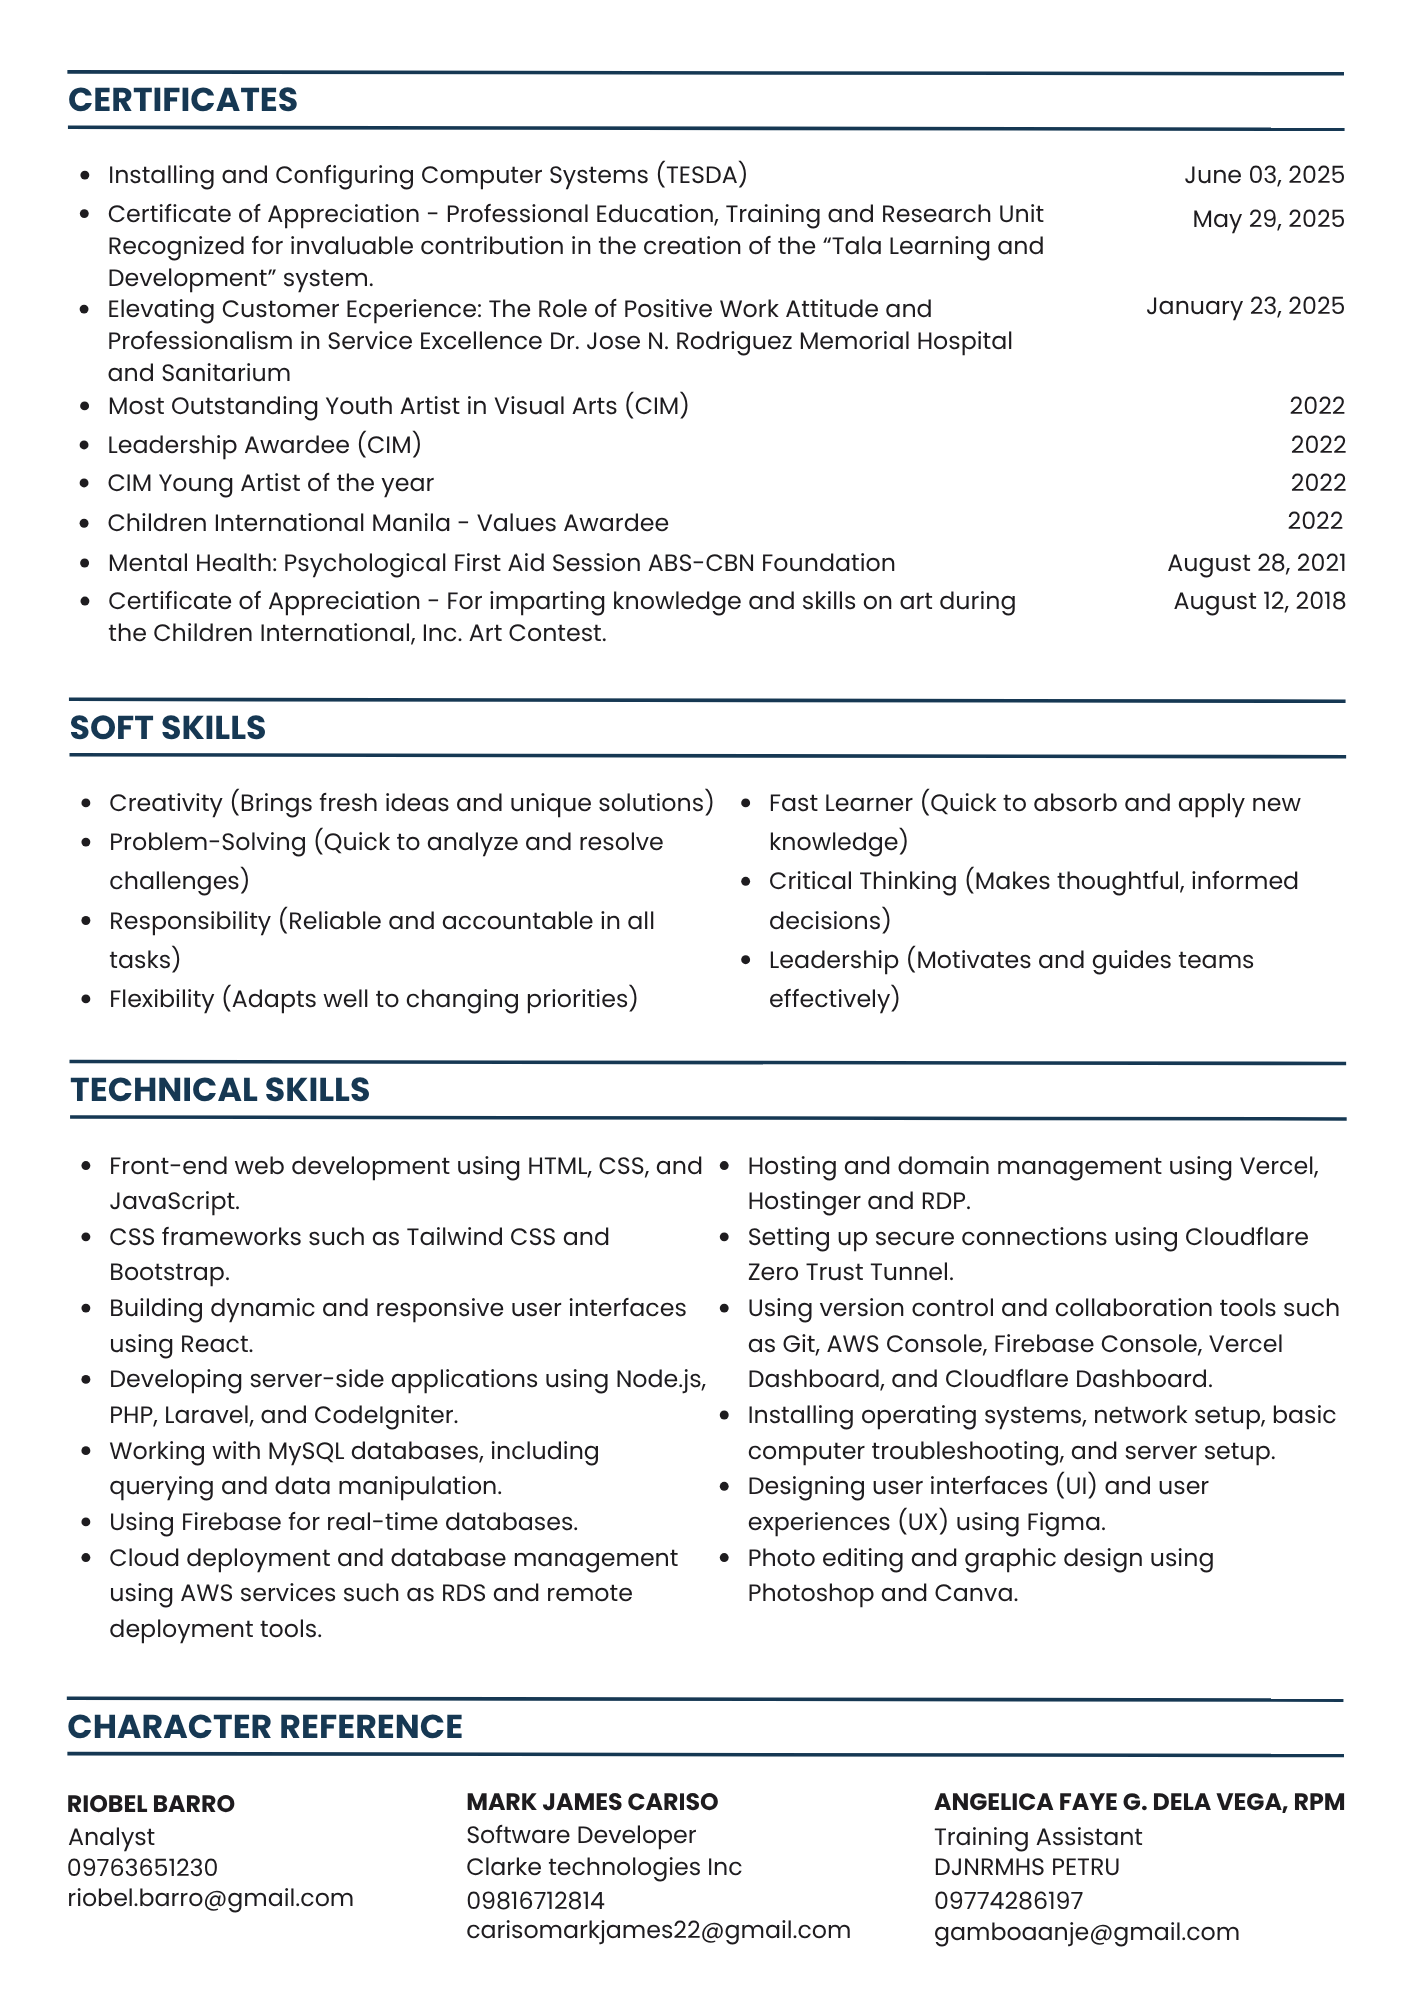 CERTIFICATES
• Installing and Configuring Computer Systems (TESDA) June 03, 2025
• Certificate of Appreciation - Professional Education, Training and Research Unit May 29, 2025
Recognized for invaluable contribution in the creation of the “Tala Learning and
Development” system.
• Elevating Customer Ecperience: The Role of Positive Work Attitude and January 23, 2025
Professionalism in Service Excellence Dr. Jose N. Rodriguez Memorial Hospital
and Sanitarium
• Most Outstanding Youth Artist in Visual Arts (CIM) 2022
• Leadership Awardee (CIM) 2022
• CIM Young Artist of the year 2022
• Children International Manila - Values Awardee 2022
• Mental Health: Psychological First Aid Session ABS-CBN Foundation August 28, 2021
• Certificate of Appreciation - For imparting knowledge and skills on art during August 12, 2018
the Children International, Inc. Art Contest.
SOFT SKILLS
• Creativity (Brings fresh ideas and unique solutions)
• Problem-Solving (Quick to analyze and resolve
challenges)
• Responsibility (Reliable and accountable in all
tasks)
• Flexibility (Adapts well to changing priorities)
• Fast Learner (Quick to absorb and apply new
knowledge)
• Critical Thinking (Makes thoughtful, informed
decisions)
• Leadership (Motivates and guides teams
effectively)
TECHNICAL SKILLS
• Front-end web development using HTML, CSS, and
JavaScript.
• CSS frameworks such as Tailwind CSS and
Bootstrap.
• Building dynamic and responsive user interfaces
using React.
• Developing server-side applications using Node.js,
PHP, Laravel, and CodeIgniter.
• Working with MySQL databases, including
querying and data manipulation.
• Using Firebase for real-time databases.
• Cloud deployment and database management
using AWS services such as RDS and remote
deployment tools.
• Hosting and domain management using Vercel,
Hostinger and RDP.
• Setting up secure connections using Cloudflare
Zero Trust Tunnel.
• Using version control and collaboration tools such
as Git, AWS Console, Firebase Console, Vercel
Dashboard, and Cloudflare Dashboard.
• Installing operating systems, network setup, basic
computer troubleshooting, and server setup.
• Designing user interfaces (UI) and user
experiences (UX) using Figma.
• Photo editing and graphic design using
Photoshop and Canva.
CHARACTER REFERENCE
RIOBEL BARRO
Analyst
09763651230
riobel.barro@gmail.com
MARK JAMES CARISO
Software Developer
Clarke technologies Inc
09816712814
carisomarkjames22@gmail.com
ANGELICA FAYE G. DELA VEGA, RPM
Training Assistant
DJNRMHS PETRU
09774286197
gamboaanje@gmail.com